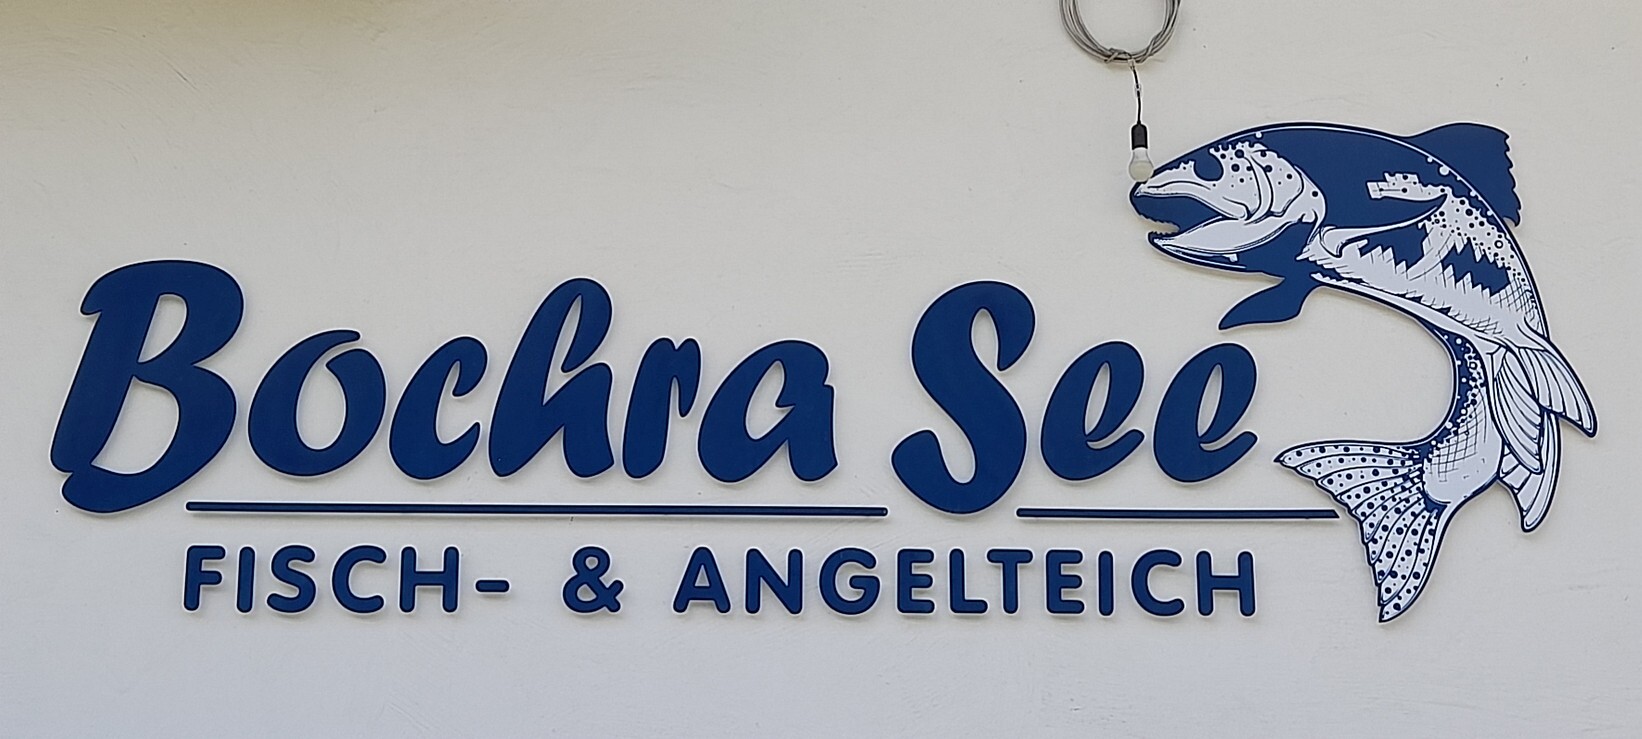 Bochra See
FISCH- & ANGELTEICH